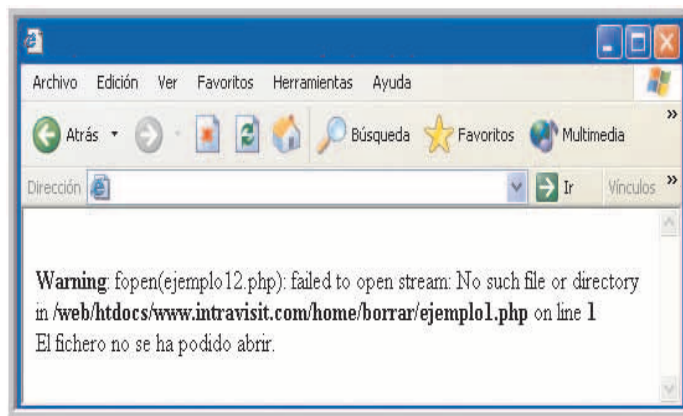 Archivo Edición Ver Favoritos Herramientas Ayuda
Atrás Búsqueda Favoritos Multimedia »
Dirección Ir Vínculos »
Warning: fopen(ejemplo12.php): failed to open stream: No such file or directory
in /web/htdocs/www.intravisit.com/home/borrar/ejemplo1.php on line 1
El fichero no se ha podido abrir.